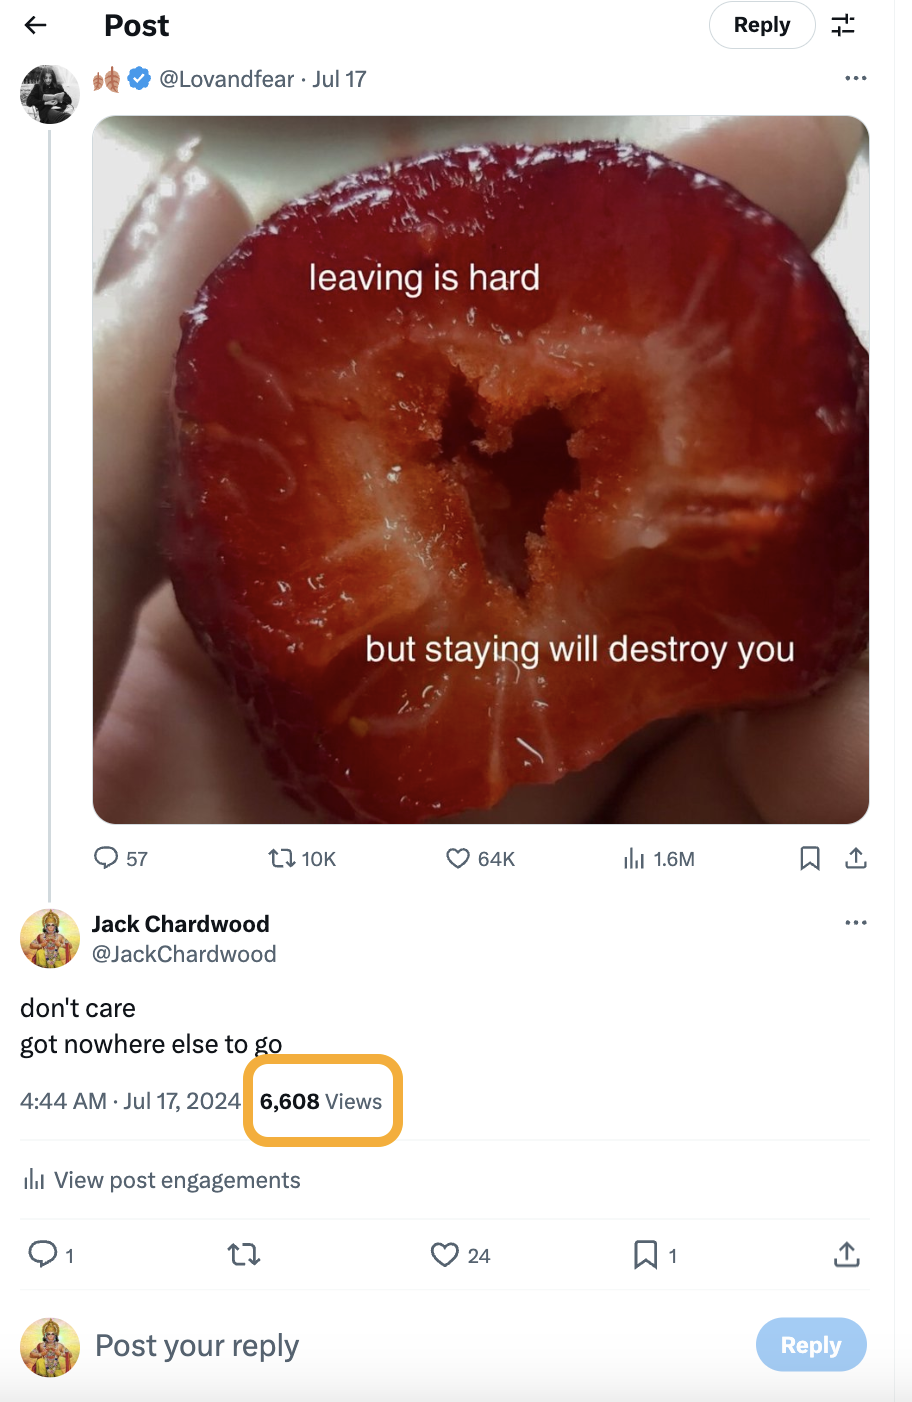 Post
Reply
@Lovandfear · Jul 17
leaving is hard
but staying will destroy you
57
10K
64K
1.6M
Jack Chardwood
@JackChardwood
don't care
got nowhere else to go
4:44 AM · Jul 17, 2024 6,608 Views
View post engagements
1
24
1
Post your reply
Reply